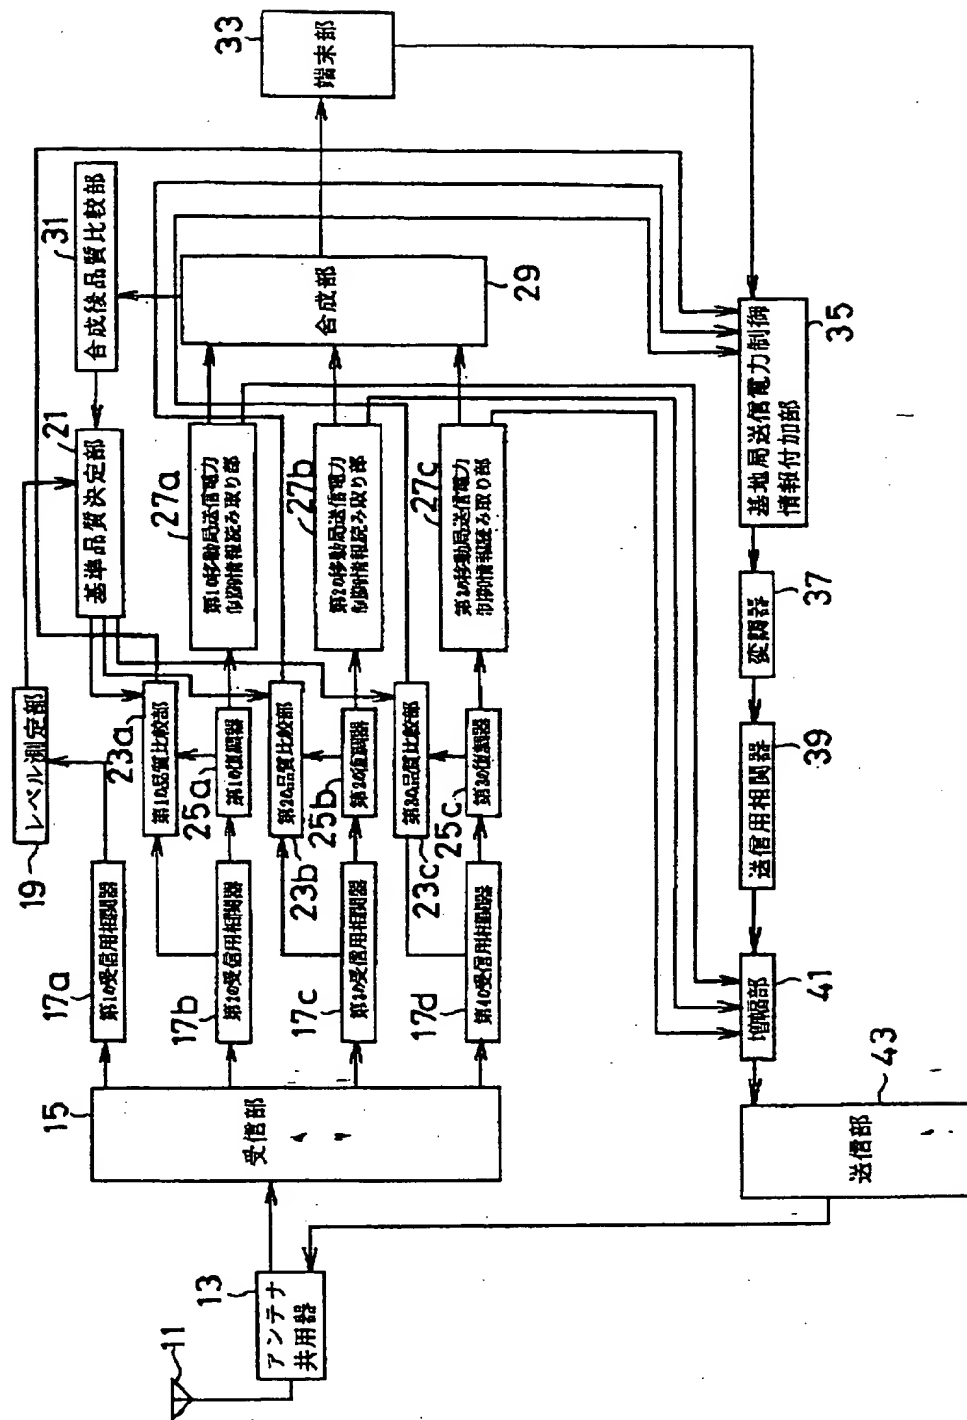 11
13
アンテナ
共用器
15
受信部
17a
第1の受信用相関器
17b
第2の受信用相関器
17c
第3の受信用相関器
17d
第4の受信用相関器
19
レベル測定部
21
基準品質決定部
23a
第1の品質比較部
23b
第2の品質比較部
23c
第3の品質比較部
25a
第1の復調器
25b
第2の復調器
25c
第3の復調器
27a
第1の移動局送信電力
制御情報読み取り部
27b
第2の移動局送信電力
制御情報読み取り部
27c
第3の移動局送信電力
制御情報読み取り部
29
合成部
31
合成後品質比較部
33
端末部
35
基地局送信電力制御
情報付加部
37
変調器
39
送信用相関器
41
増幅部
43
送信部